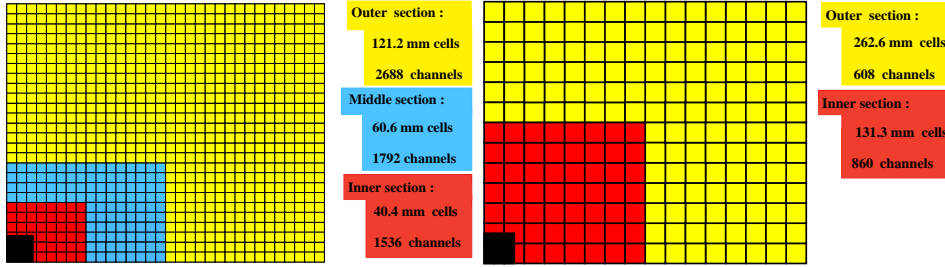 Outer section :
121.2 mm cells
2688 channels
Middle section :
60.6 mm cells
1792 channels
Inner section :
40.4 mm cells
1536 channels
Outer section :
262.6 mm cells
608 channels
Inner section :
131.3 mm cells
860 channels